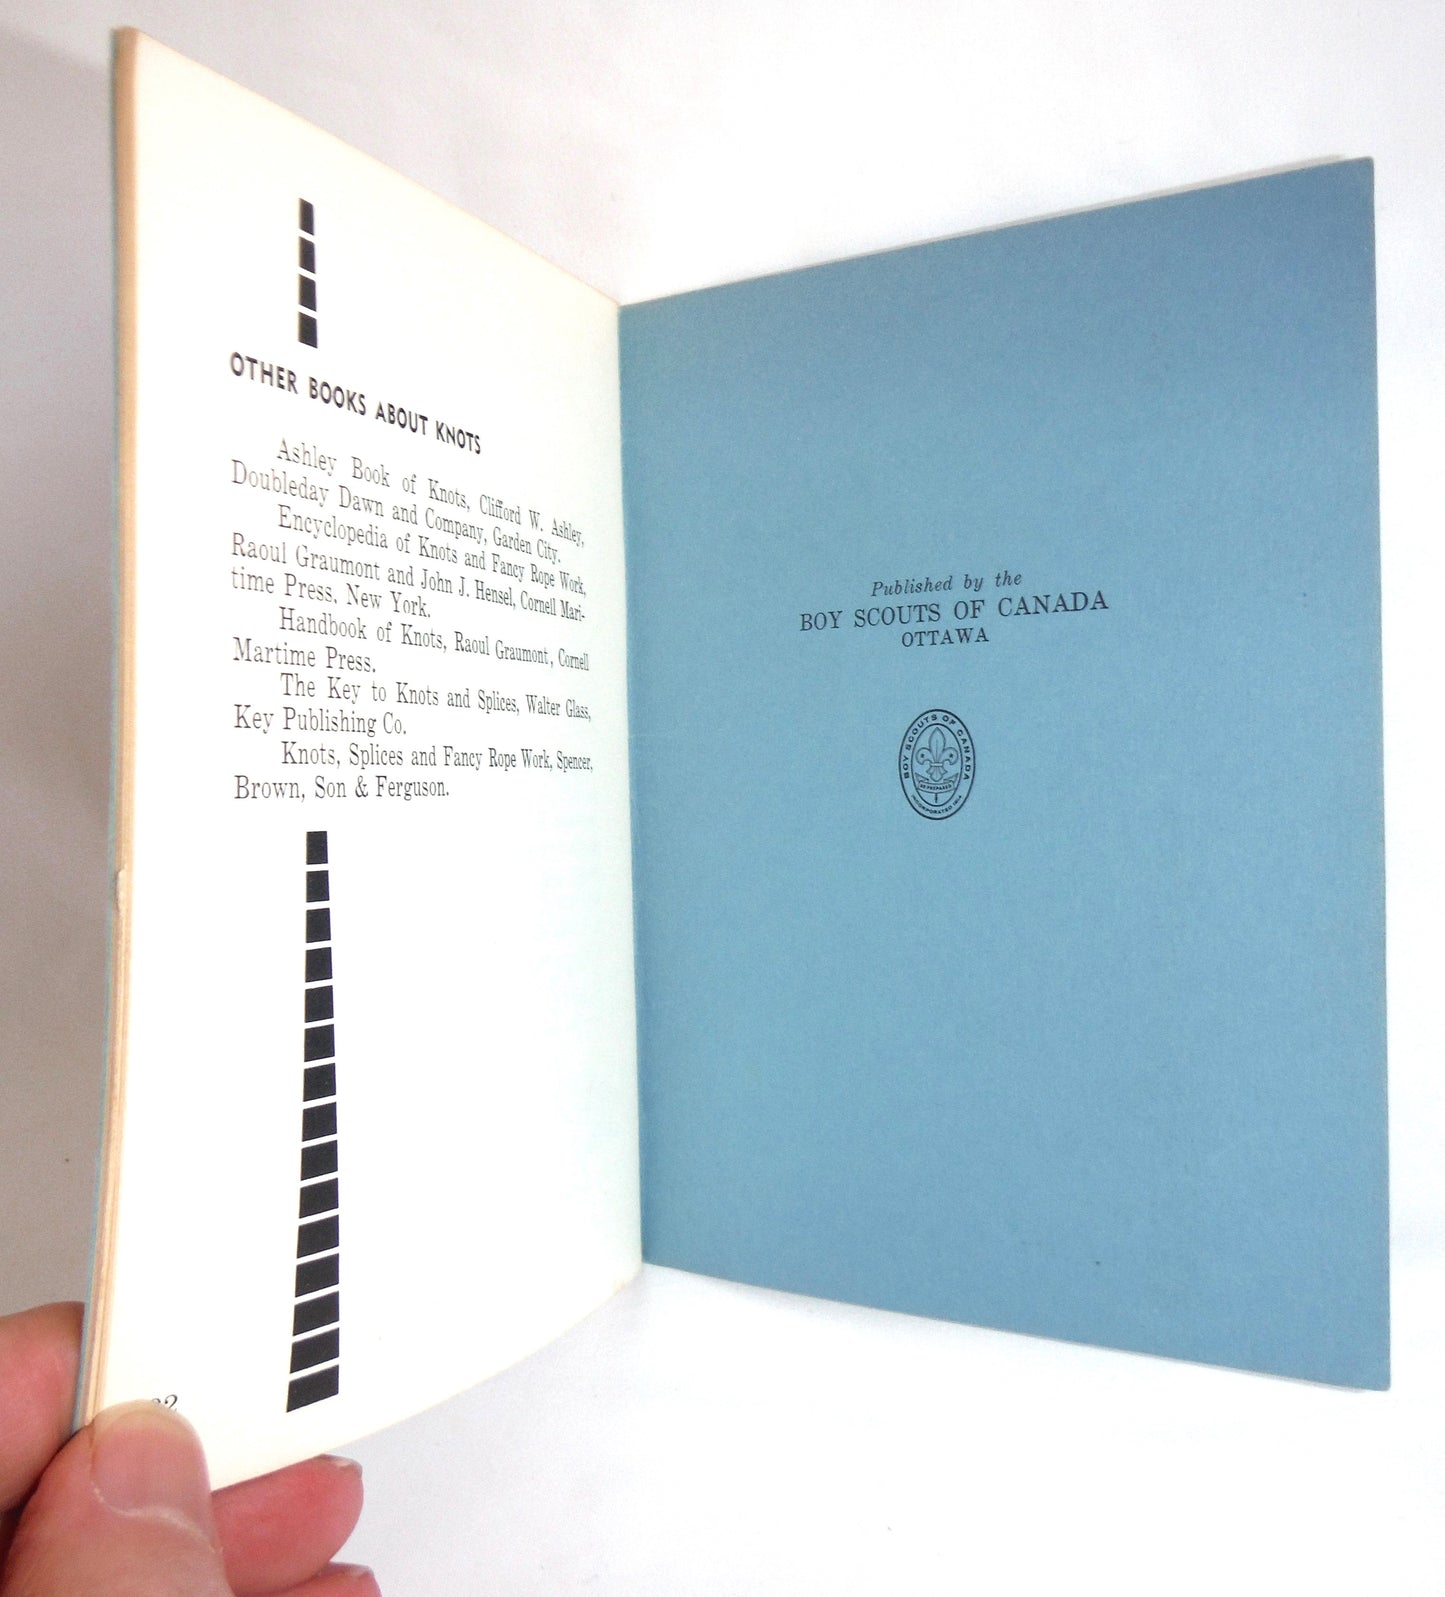 OTHER BOOKS ABOUT KNOTS
Ashley Book of Knots, Clifford W. Ashley,
Doubleday Dawn and Company, Garden City.
Encyclopedia of Knots and Fancy Rope Work,
Raoul Graumont and John J. Hensel, Cornell Mari-
time Press, New York.
Handbook of Knots, Raoul Graumont, Cornell
Martime Press.
The Key to Knots and Splices, Walter Glass,
Key Publishing Co.
Knots, Splices and Fancy Rope Work, Spencer,
Brown, Son & Ferguson.
Published by the
BOY SCOUTS OF CANADA
OTTAWA
BOY SCOUTS OF CANADA
BE PREPARED
INCORPORATED 1914